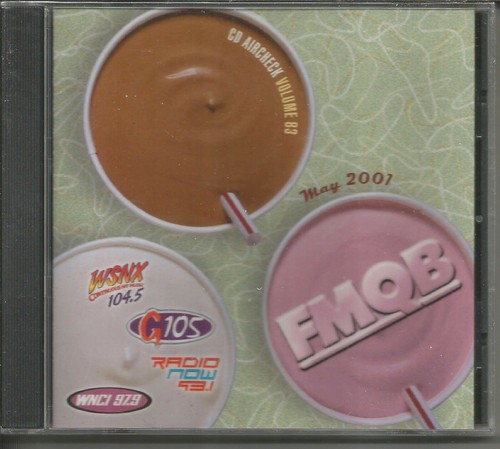 CD AIRCHECK VOLUME 83
May 2001
FMQB
WSNX
104.5
G105
RADIO
NOW
93.1
WNCI 97.9